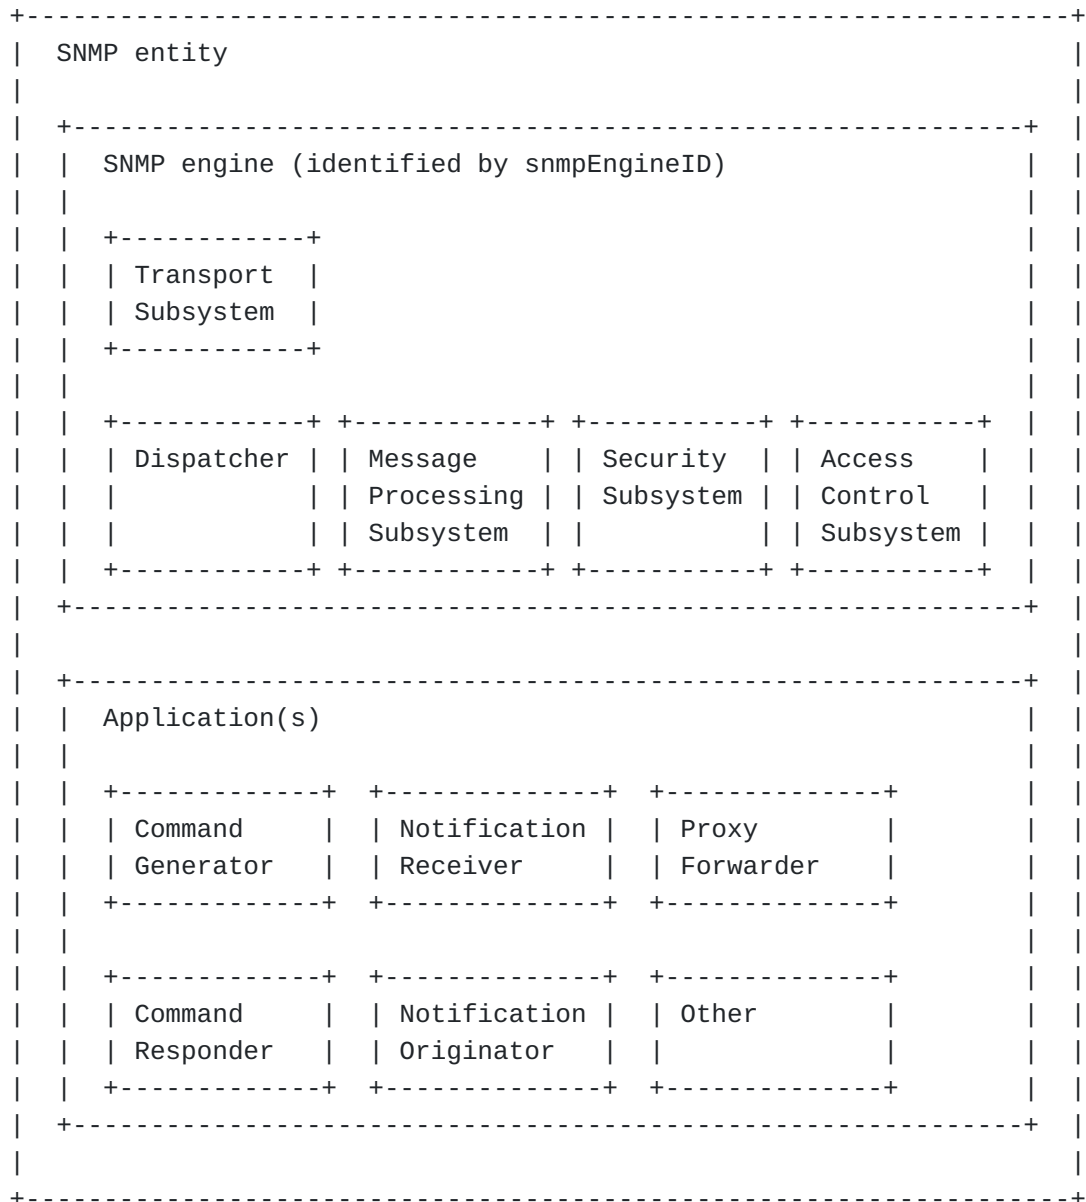 SNMP entity
SNMP engine (identified by snmpEngineID)
Transport
Subsystem
Dispatcher
Message
Processing
Subsystem
Security
Subsystem
Access
Control
Subsystem
Application(s)
Command
Generator
Notification
Receiver
Proxy
Forwarder
Command
Responder
Notification
Originator
Other